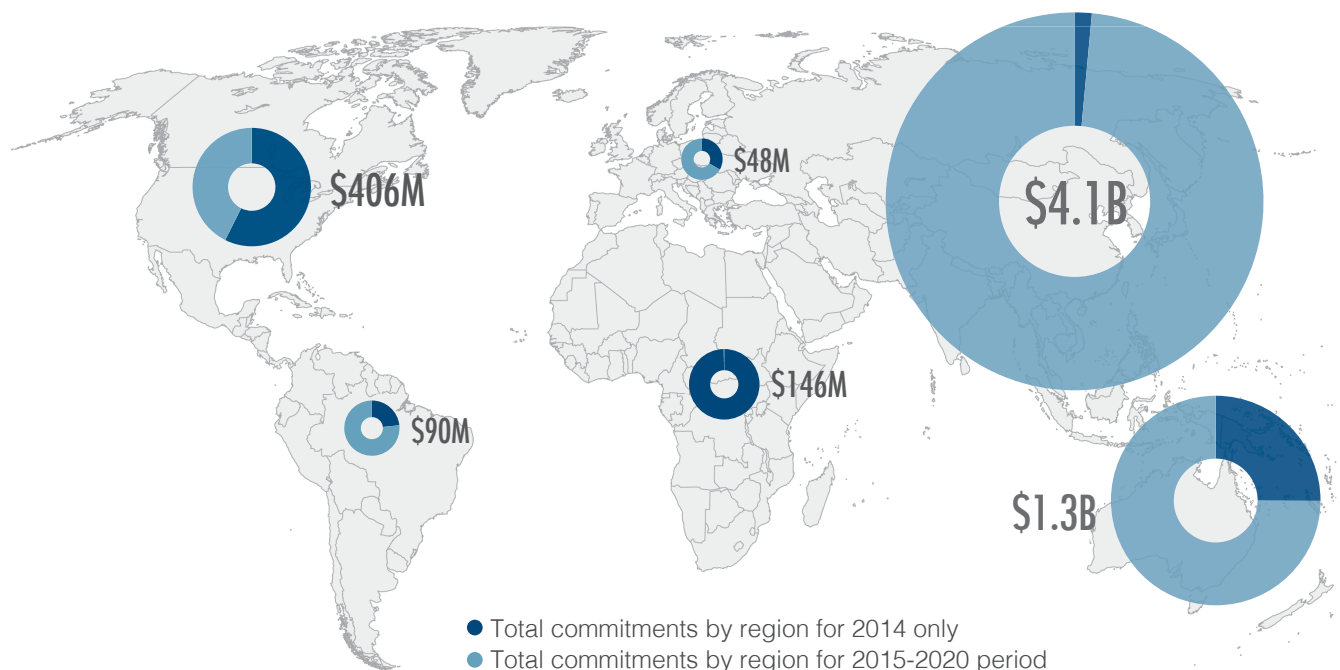 $4.1B
$48M
$406M
$146M
$90M
$1.3B
Total commitments by region for 2014 only
Total commitments by region for 2015-2020 period